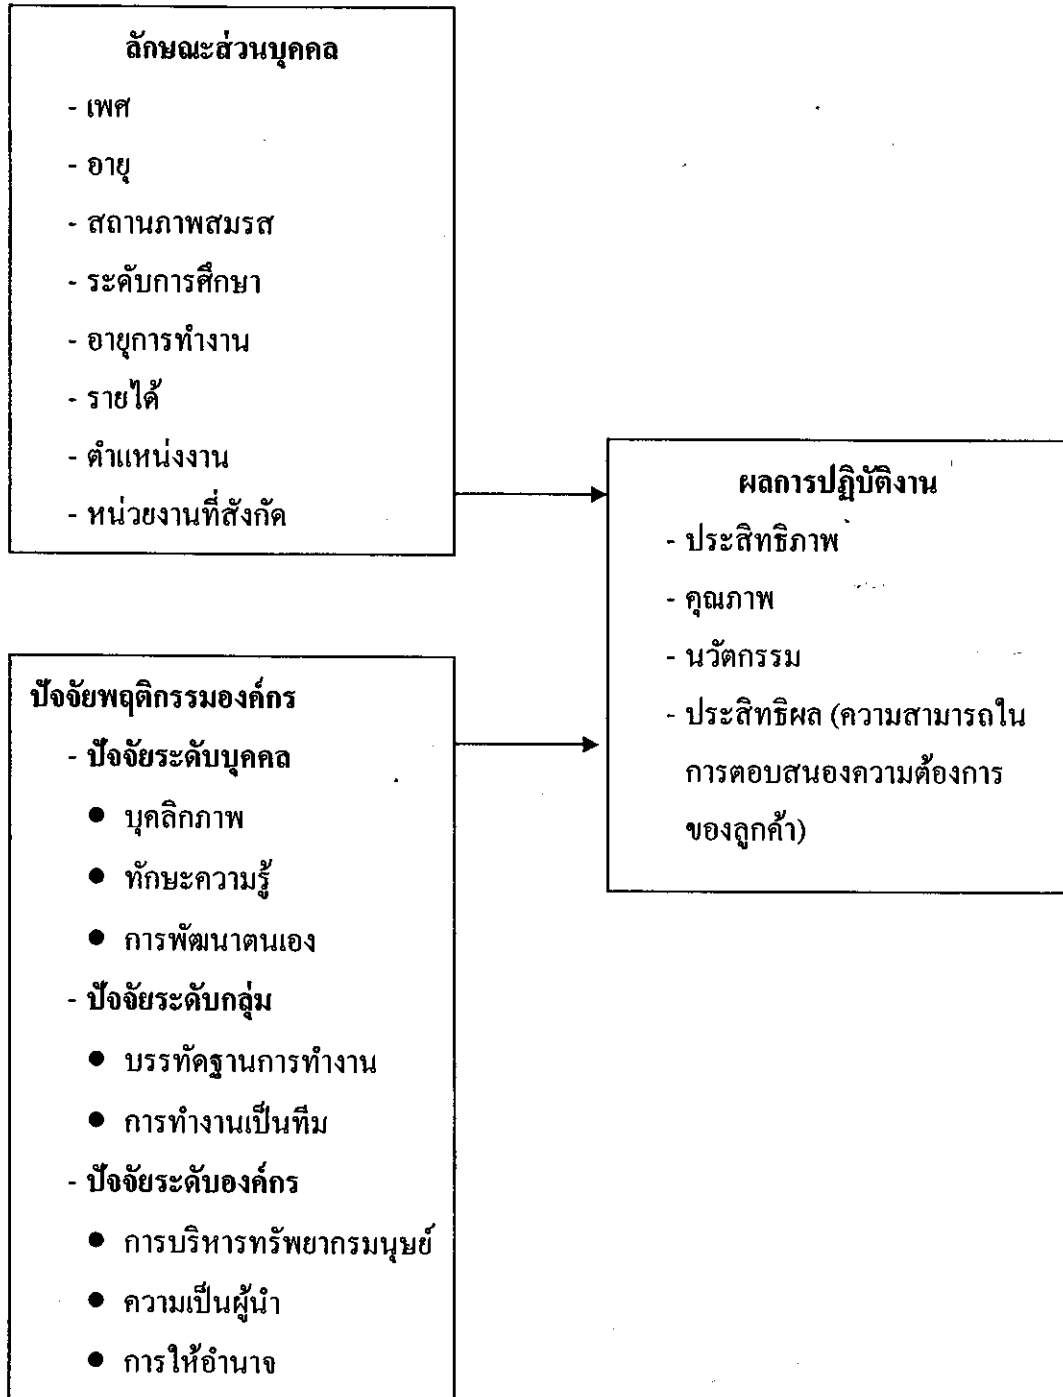 ลักษณะส่วนบุคคล
- เพศ
- อายุ
- สถานภาพสมรส
- ระดับการศึกษา
- อายุการทำงาน
- รายได้
- ตำแหน่งงาน
- หน่วยงานที่สังกัด
ผลการปฏิบัติงาน
- ประสิทธิภาพ
- คุณภาพ
- นวัตกรรม
- ประสิทธิผล (ความสามารถใน
การตอบสนองความต้องการ
ของลูกค้า)
ปัจจัยพฤติกรรมองค์กร
- ปัจจัยระดับบุคคล
● บุคลิกภาพ
● ทักษะความรู้
● การพัฒนาตนเอง
- ปัจจัยระดับกลุ่ม
● บรรทัดฐานการทำงาน
● การทำงานเป็นทีม
- ปัจจัยระดับองค์กร
● การบริหารทรัพยากรมนุษย์
● ความเป็นผู้นำ
● การให้อำนาจ